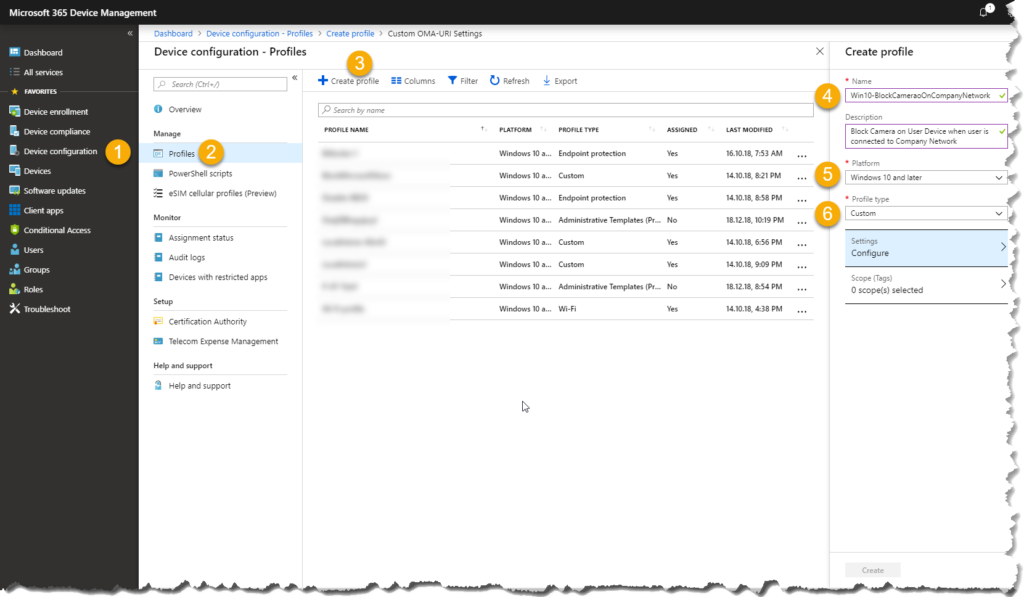 Microsoft 365 Device Management
1
Dashboard > Device configuration - Profiles > Create profile > Custom OMA-URI Settings
«
Dashboard
All services
FAVORITES
Device enrollment
Device compliance
Device configuration
1
Devices
Software updates
Client apps
Conditional Access
Users
Groups
Roles
Troubleshoot
Device configuration - Profiles
Search (Ctrl+/)
«
Overview
Manage
Profiles
2
PowerShell scripts
eSIM cellular profiles (Preview)
Monitor
Assignment status
Audit logs
Devices with restricted apps
Setup
Certification Authority
Telecom Expense Management
Help and support
Help and support
3
Create profile Columns Filter Refresh Export
Search by name
PROFILE NAME PLATFORM PROFILE TYPE ASSIGNED LAST MODIFIED
Windows 10 a... Endpoint protection Yes 16.10.18, 7:53 AM ...
Windows 10 a... Custom Yes 14.10.18, 8:21 PM ...
Windows 10 a... Endpoint protection Yes 14.10.18, 8:58 PM ...
Windows 10 a... Administrative Templates (Pr... No 18.12.18, 10:19 PM ...
Windows 10 a... Custom Yes 14.10.18, 6:56 PM ...
Windows 10 a... Custom Yes 14.10.18, 9:09 PM ...
Windows 10 a... Administrative Templates (Pr... No 18.12.18, 8:54 PM ...
Windows 10 a... Wi-Fi Yes 14.10.18, 4:38 PM ...
Create profile
* Name
4
Win10-BlockCameraoOnCompanyNetwork
Description
Block Camera on User Device when user is
connected to Company Network
* Platform
5
Windows 10 and later
* Profile type
6
Custom
Settings
Configure
Scope (Tags)
0 scope(s) selected
Create